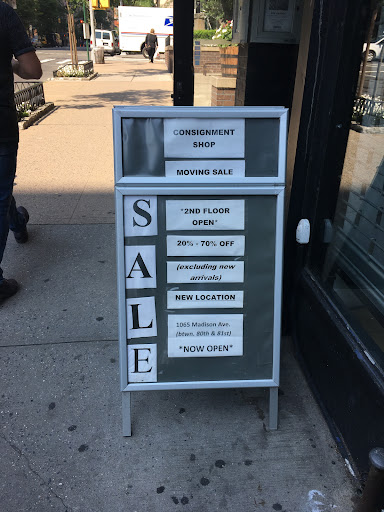 CONSIGNMENT
SHOP
MOVING SALE
SALE
*2ND FLOOR
OPEN*
20% - 70% OFF
(excluding new
arrivals)
NEW LOCATION
1065 Madison Ave.
(btwn. 80th & 81st)
*NOW OPEN*